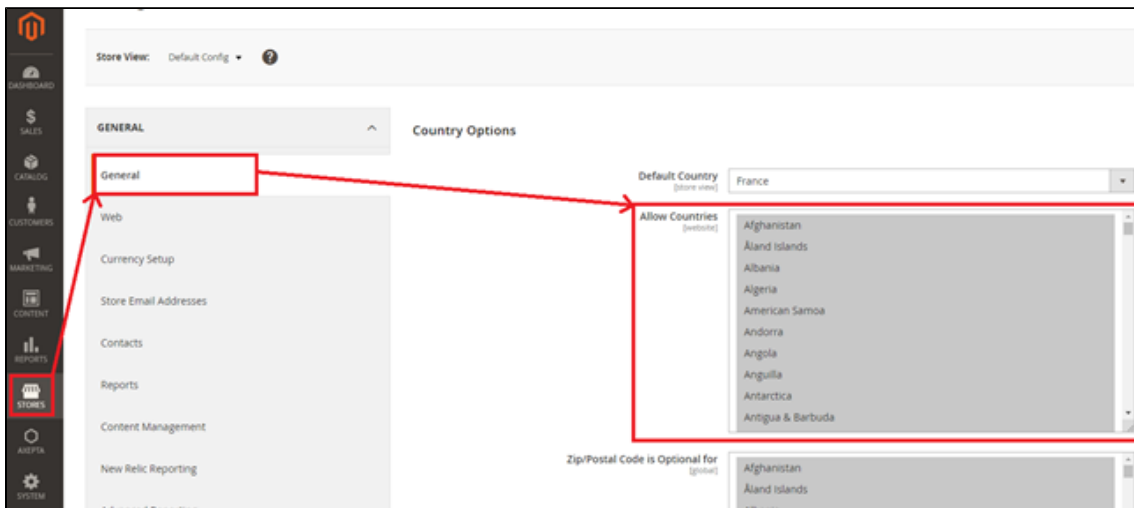 Store View: Default Config
DASHBOARD
SALES
CATALOG
CUSTOMERS
MARKETING
CONTENT
REPORTS
STORES
AXEPTA
SYSTEM
GENERAL
General
Web
Currency Setup
Store Email Addresses
Contacts
Reports
Content Management
New Relic Reporting
Country Options
Default Country
[store view]
France
Allow Countries
[website]
Afghanistan
Åland Islands
Albania
Algeria
American Samoa
Andorra
Angola
Anguilla
Antarctica
Antigua & Barbuda
Zip/Postal Code is Optional for
[global]
Afghanistan
Åland Islands